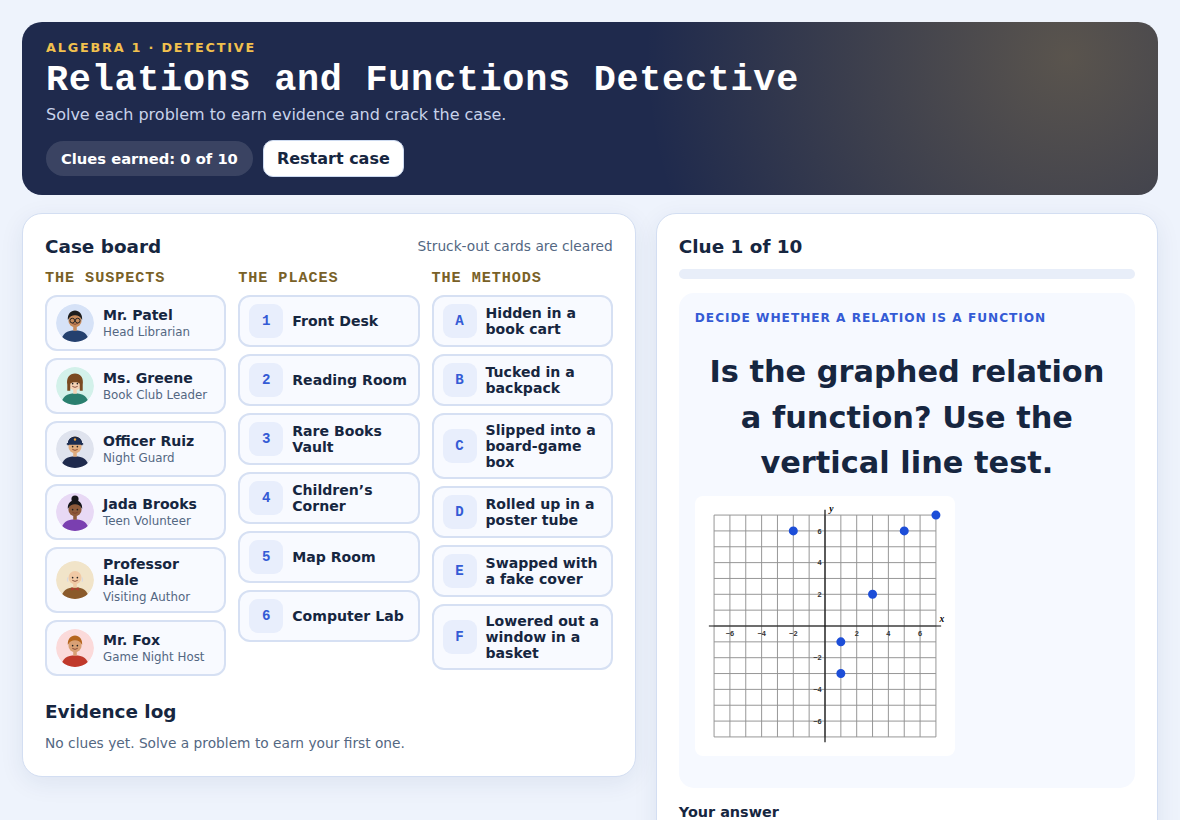 ALGEBRA 1 · DETECTIVE
Relations and Functions Detective
Solve each problem to earn evidence and crack the case.
Clues earned: 0 of 10
Restart case
Case board
Struck-out cards are cleared
THE SUSPECTS
Mr. Patel
Head Librarian
Ms. Greene
Book Club Leader
Officer Ruiz
Night Guard
Jada Brooks
Teen Volunteer
Professor
Hale
Visiting Author
Mr. Fox
Game Night Host
THE PLACES
1
Front Desk
2
Reading Room
3
Rare Books
Vault
4
Children’s
Corner
5
Map Room
6
Computer Lab
THE METHODS
A
Hidden in a
book cart
B
Tucked in a
backpack
C
Slipped into a
board-game
box
D
Rolled up in a
poster tube
E
Swapped with
a fake cover
F
Lowered out a
window in a
basket
Evidence log
No clues yet. Solve a problem to earn your first one.
Clue 1 of 10
DECIDE WHETHER A RELATION IS A FUNCTION
Is the graphed relation
a function? Use the
vertical line test.
y
6
4
2
x
−6 −4 −2 2 4 6
−2
−4
−6
Your answer